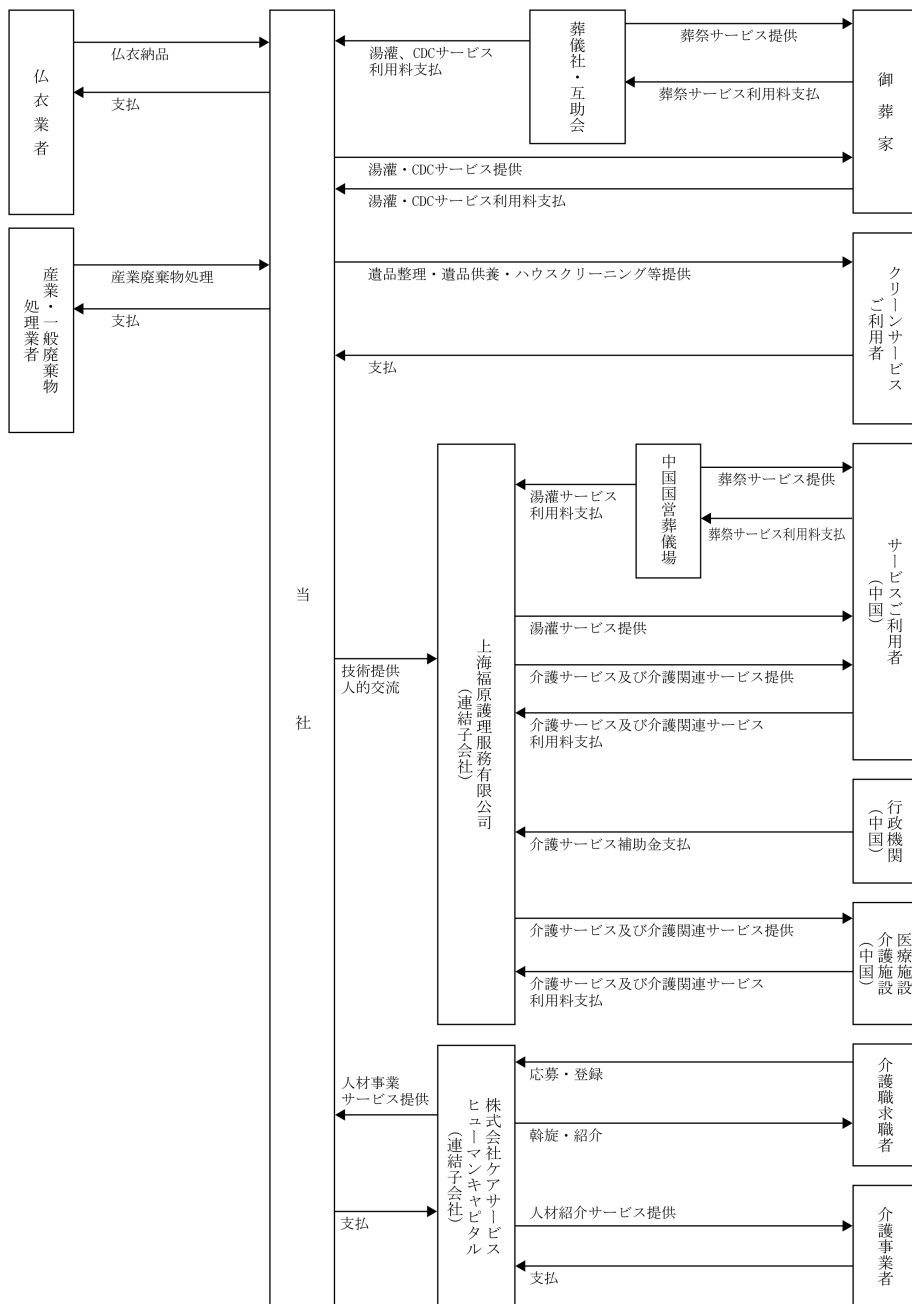 仏衣業者
仏衣納品
支払
当社
湯灌、CDCサービス
利用料支払
葬儀社・互助会
葬祭サービス提供
葬祭サービス利用料支払
御葬家
湯灌・CDCサービス提供
湯灌・CDCサービス利用料支払
産業・一般廃棄物
処理業者
産業廃棄物処理
支払
遺品整理・遺品供養・ハウスクリーニング等提供
支払
クリーンサービス
ご利用者
上海福原護理服務有限公司
(連結子会社)
湯灌サービス
利用料支払
中国国営葬儀場
葬祭サービス提供
葬祭サービス利用料支払
サービスご利用者
(中国)
湯灌サービス提供
技術提供
人的交流
介護サービス及び介護関連サービス提供
介護サービス及び介護関連サービス
利用料支払
介護サービス補助金支払
行政機関
(中国)
介護サービス及び介護関連サービス提供
介護サービス及び介護関連サービス
利用料支払
医療施設
介護施設
(中国)
人材事業
サービス提供
支払
株式会社ケアサービス
ヒューマンキャピタル
(連結子会社)
応募・登録
斡旋・紹介
介護職求職者
人材紹介サービス提供
支払
介護事業者